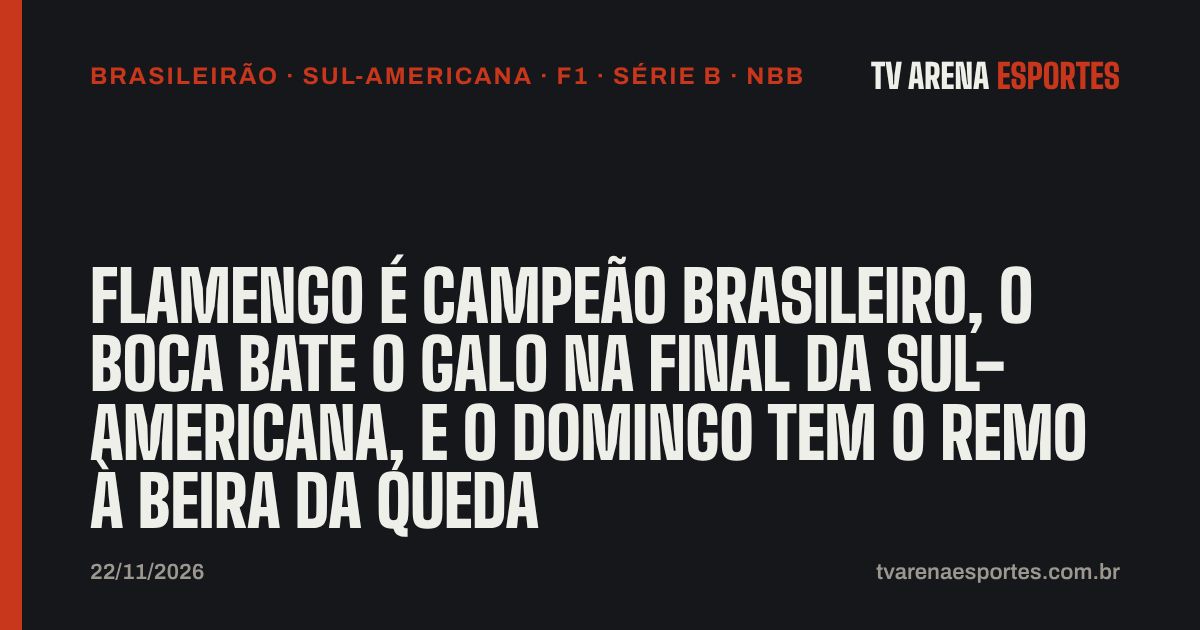 BRASILEIRÃO · SUL-AMERICANA · F1 · SÉRIE B · NBB
TV ARENA ESPORTES
FLAMENGO É CAMPEÃO BRASILEIRO, O
BOCA BATE O GALO NA FINAL DA SUL-
AMERICANA, E O DOMINGO TEM O REMO
À BEIRA DA QUEDA
22/11/2026
tvarenaesportes.com.br